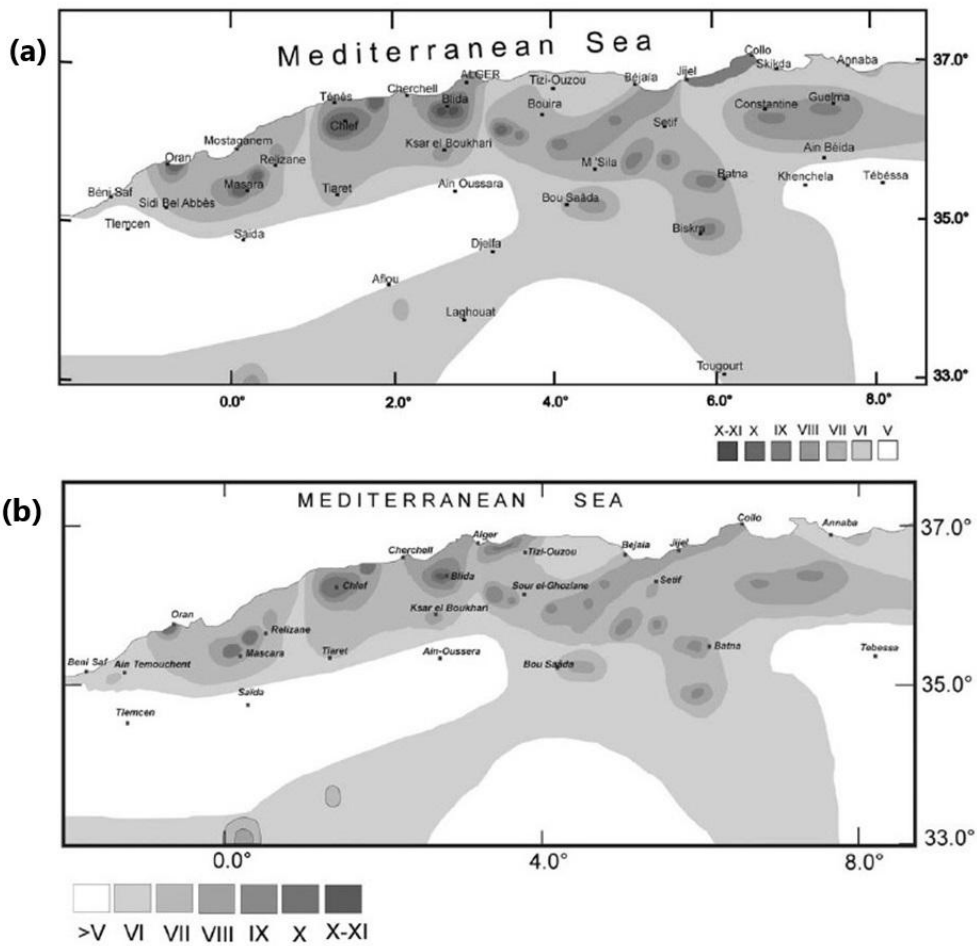 (a)
Mediterranean Sea
Collo
Skikda
Annaba
37.0°
ALGER
Tizi-Ouzou
Béjaia
Jijel
Ténès
Cherchell
Blida
Bouira
Constantine
Guelma
Chlef
Setif
Mostaganem
Ksar el Boukhari
Oran
Relizane
M'Sila
Ain Bèida
Masara
Tiaret
Ain Oussara
Batna
Khenchela
Tébéssa
Béni Saf
Sidi Bel Abbès
Bou Saâda
35.0°
Tlemcen
Saida
Djelfa
Biskra
Aflou
Laghouat
Tougourt
33.0°
0.0°
2.0°
4.0°
6.0°
8.0°
X-XI X IX VIII VII VI V
(b)
MEDITERRANEAN SEA
Collo
Annaba
37.0°
Alger
Cherchell
Tizi-Ouzou
Bejaia
Jijel
Chlef
Blida
Sour el-Ghozlane
Setif
Ksar el Boukhari
Oran
Relizane
Mascara
Tiaret
Ain-Oussera
Batna
Tebessa
Beni Saf
Ain Temouchent
Bou Saâda
35.0°
Saïda
Tlemcen
33.0°
0.0°
4.0°
8.0°
>V VI VII VIII IX X X-XI